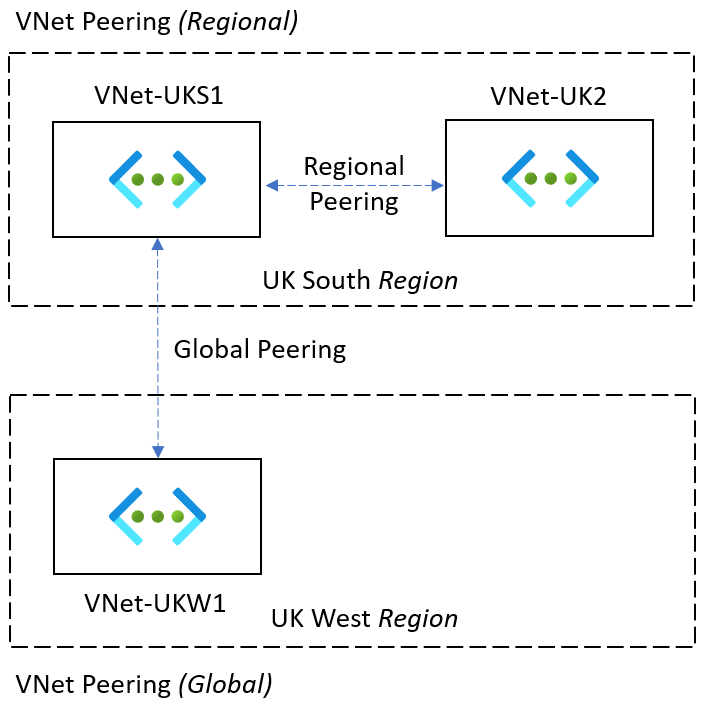 VNet Peering (Regional)
VNet-UKS1
VNet-UK2
Regional
Peering
UK South Region
Global Peering
VNet-UKW1
UK West Region
VNet Peering (Global)